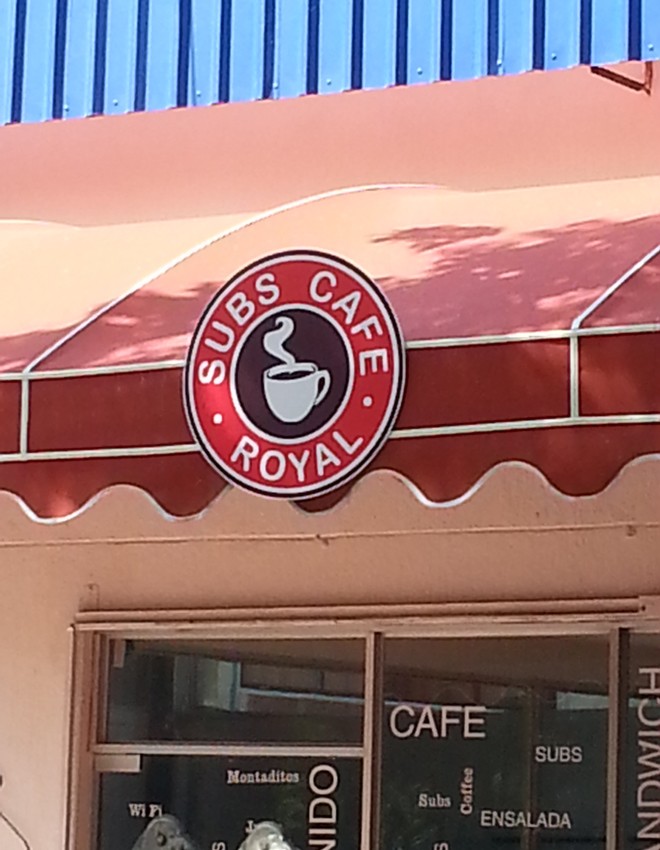 SUBS CAFE
ROYAL
CAFE
SUBS
Montaditos
Coffee
Subs
Wi Fi
ENSALADA